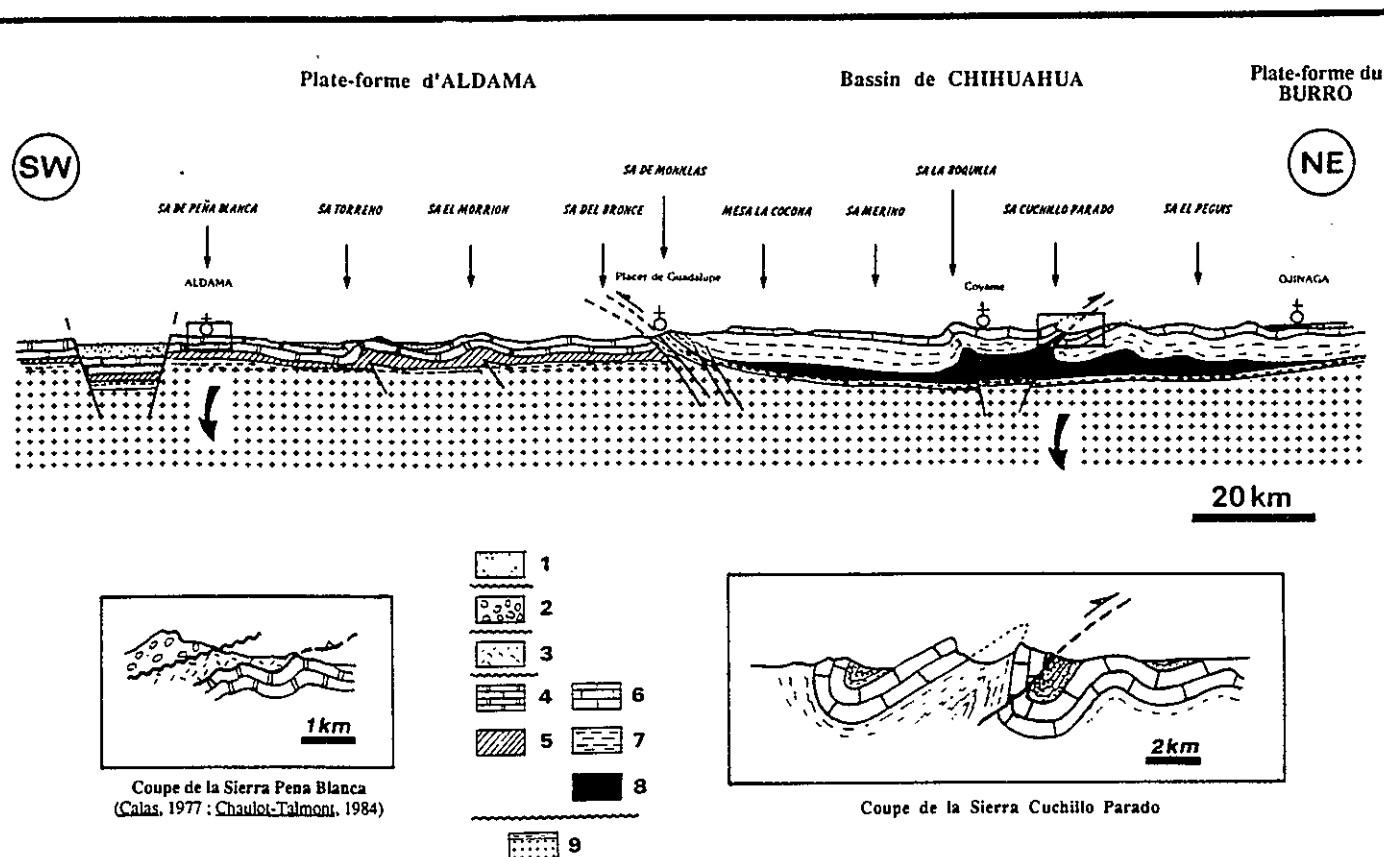 Plate-forme d'ALDAMA
Bassin de CHIHUAHUA
Plate-forme du
BURRO
SW
NE
SA DE MONILLAS
SA LA BOQUILLA
SA DE PEÑA BLANCA
SA TORRENO
SA EL MORRION
SA DEL BRONCE
MESA LA COCONA
SA MERINO
SA CUCHILLO PARADO
SA EL PEGUIS
ALDAMA
Placer de Guadalupe
Coyame
OJINAGA
20 km
1
2
3
4
6
5
7
8
9
1km
Coupe de la Sierra Pena Blanca
(Calas, 1977 ; Chaulot-Talmont, 1984)
2km
Coupe de la Sierra Cuchillo Parado